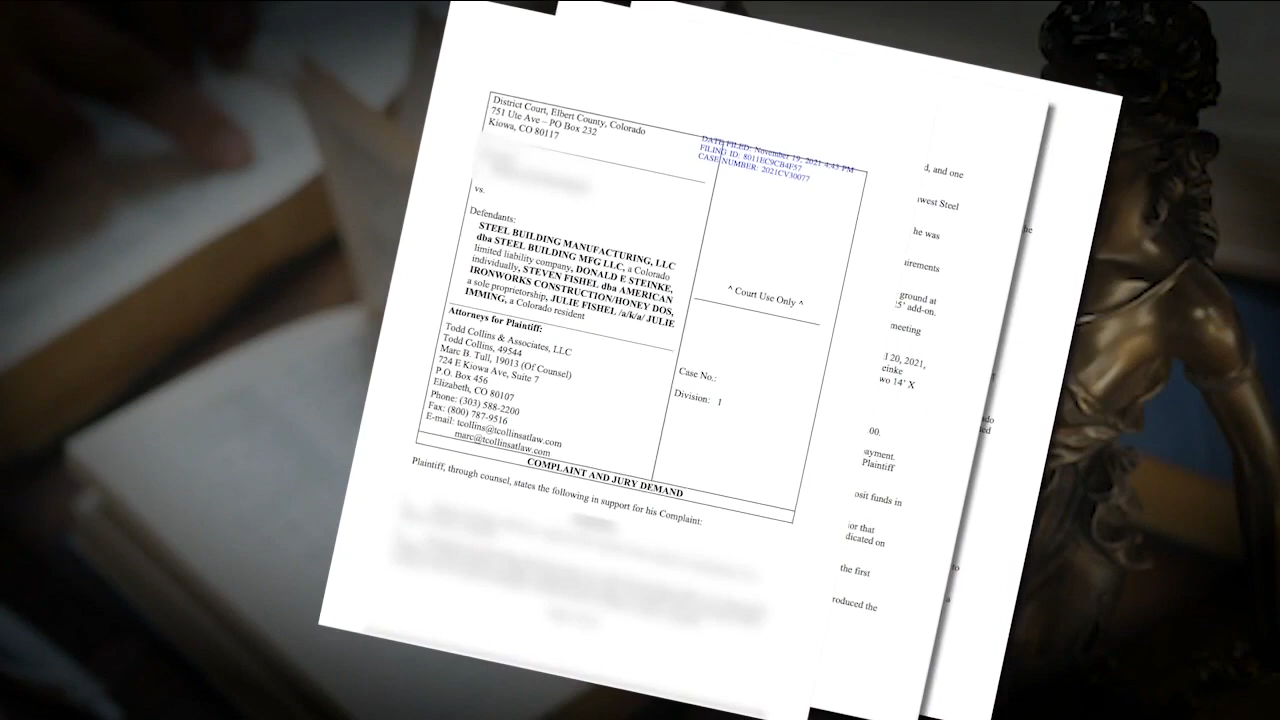 District Court, Elbert County, Colorado
751 Ute Ave – PO Box 232
Kiowa, CO 80117
DATE FILED: November 19, 2021 4:43 PM
FILING ID: 8011EC9CB4F57
CASE NUMBER: 2021CV30077
vs.
Defendants:
STEEL BUILDING MANUFACTURING, LLC
dba STEEL BUILDING MFG LLC, a Colorado
limited liability company, DONALD E STEINKE,
individually, STEVEN FISHEL dba AMERICAN
IRONWORKS CONSTRUCTION/HONEY DOS,
a sole proprietorship, JULIE FISHEL /a/k/a/ JULIE
IMMING, a Colorado resident
^ Court Use Only ^
Attorneys for Plaintiff:
Todd Collins & Associates, LLC
Todd Collins, 49544
Marc B. Tull, 19013 (Of Counsel)
724 E Kiowa Ave, Suite 7
P.O. Box 456
Elizabeth, CO 80107
Phone: (303) 588-2200
Fax: (800) 787-9516
E-mail: tcollins@tcollinsatlaw.com
marc@tcollinsatlaw.com
Case No.:
Division: 1
COMPLAINT AND JURY DEMAND
Plaintiff, through counsel, states the following in support for his Complaint:
d, and one
west Steel
he was
uirements
ground at
25' add-on.
meeting
l 20, 2021,
einke
wo 14' X
00.
ayment.
Plaintiff
osit funds in
or that
dicated on
the first
roduced the
he
ado
ed
to
a